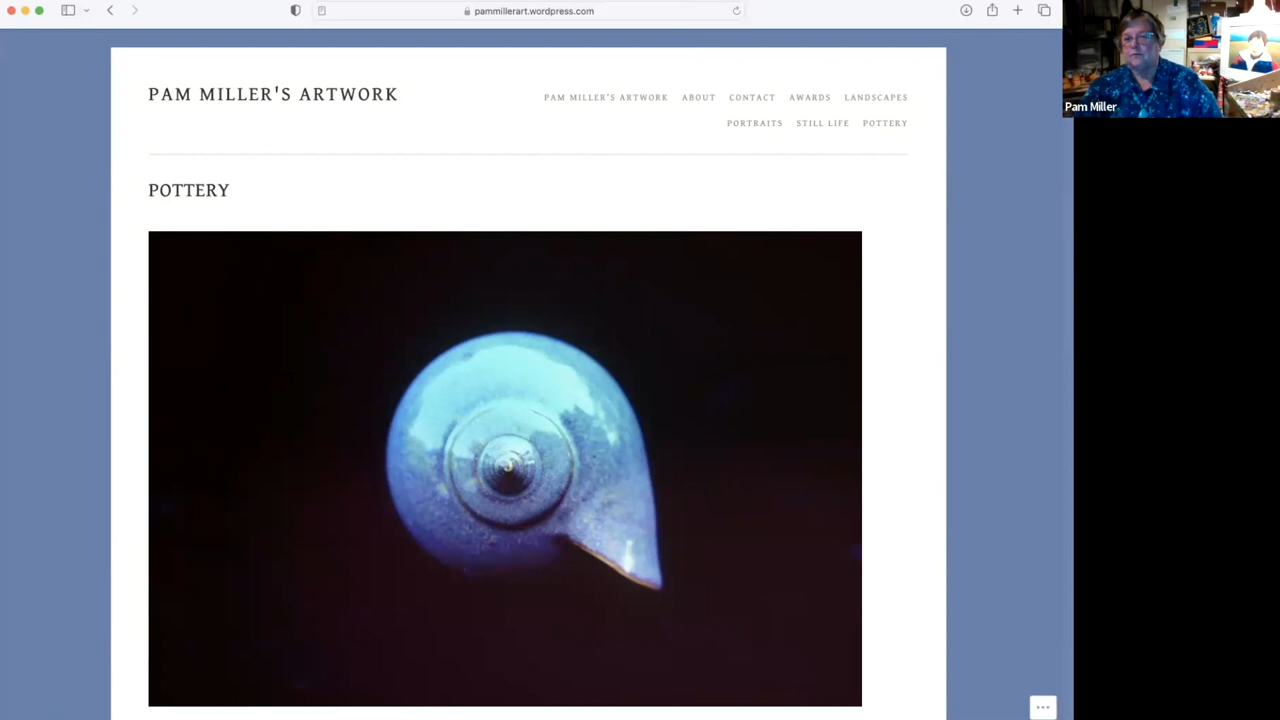 pammillerart.wordpress.com
PAM MILLER'S ARTWORK
PAM MILLER'S ARTWORK ABOUT CONTACT AWARDS LANDSCAPES
PORTRAITS STILL LIFE POTTERY
POTTERY
Pam Miller